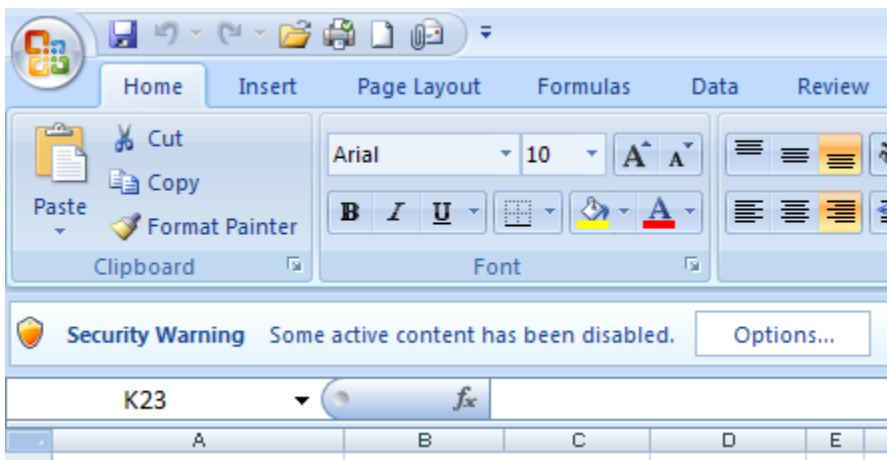 Home Insert Page Layout Formulas Data Review
Cut
Arial 10 A A
Copy
Paste
B I U A
Format Painter
Clipboard Font
Security Warning Some active content has been disabled. Options...
K23 fx
A B C D E